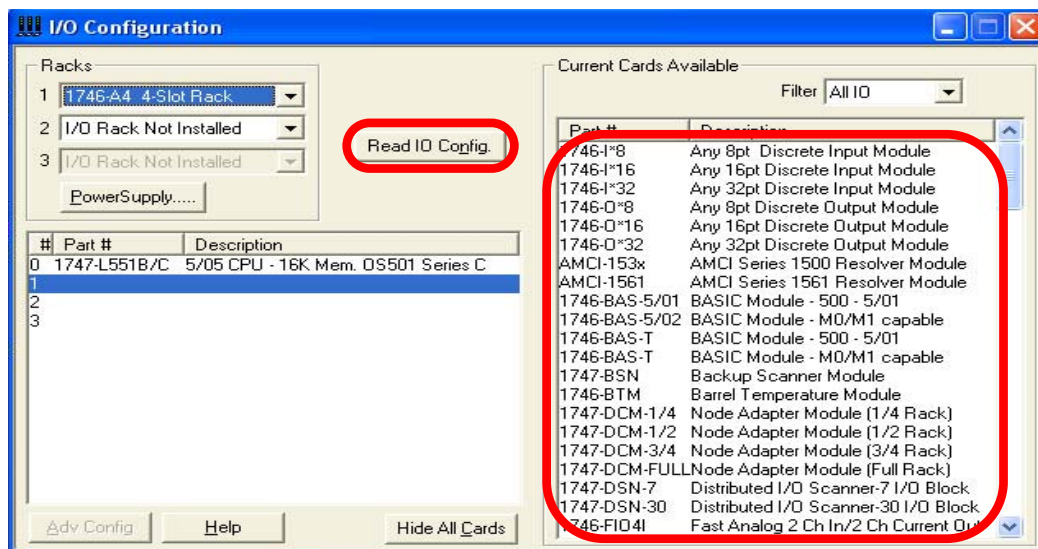 I/O Configuration
Racks
1 1746-A4 4-Slot Rack
2 I/O Rack Not Installed
3 I/O Rack Not Installed
PowerSupply.....
Read IO Config.
# Part # Description
0 1747-L551B/C 5/05 CPU - 16K Mem. OS501 Series C
1
2
3
Adv Config
Help
Hide All Cards
Current Cards Available
Filter All IO
Part # Description
1746-I*8 Any 8pt Discrete Input Module
1746-I*16 Any 16pt Discrete Input Module
1746-I*32 Any 32pt Discrete Input Module
1746-O*8 Any 8pt Discrete Output Module
1746-O*16 Any 16pt Discrete Output Module
1746-O*32 Any 32pt Discrete Output Module
AMCI-153x AMCI Series 1500 Resolver Module
AMCI-1561 AMCI Series 1561 Resolver Module
1746-BAS-5/01 BASIC Module - 500 - 5/01
1746-BAS-5/02 BASIC Module - M0/M1 capable
1746-BAS-T BASIC Module - 500 - 5/01
1746-BAS-T BASIC Module - M0/M1 capable
1747-BSN Backup Scanner Module
1746-BTM Barrel Temperature Module
1747-DCM-1/4 Node Adapter Module (1/4 Rack)
1747-DCM-1/2 Node Adapter Module (1/2 Rack)
1747-DCM-3/4 Node Adapter Module (3/4 Rack)
1747-DCM-FULL Node Adapter Module (Full Rack)
1747-DSN-7 Distributed I/O Scanner-7 I/O Block
1747-DSN-30 Distributed I/O Scanner-30 I/O Block
1746-FIO4I Fast Analog 2 Ch In/2 Ch Current Out